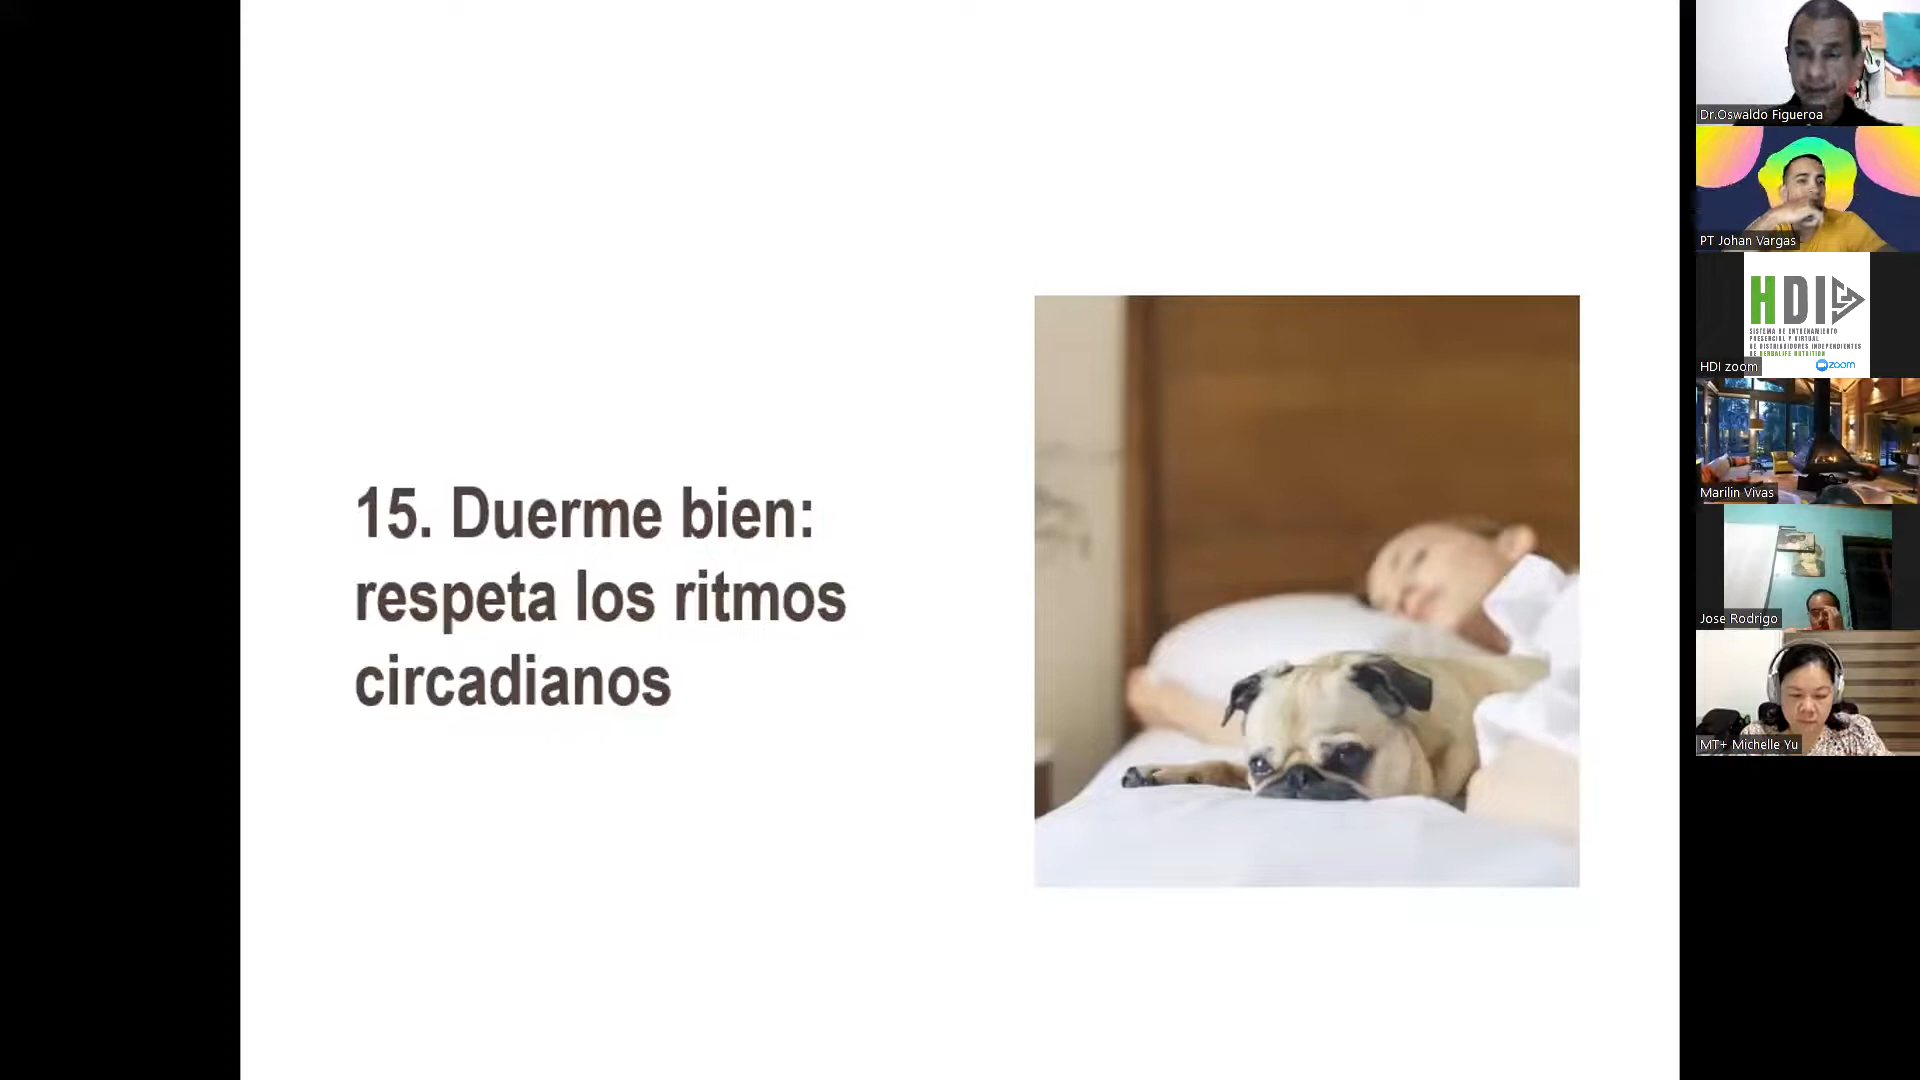 15. Duerme bien:
respeta los ritmos
circadianos
Dr.Oswaldo Figueroa
PT Johan Vargas
HDI
SISTEMA DE ENTRENAMIENTO
PRESENCIAL Y VIRTUAL
DE DISTRIBUIDORES INDEPENDIENTES
DE HERBALIFE NUTRITION
zoom
HDI zoom
Marilin Vivas
Jose Rodrigo
MT+ Michelle Yu